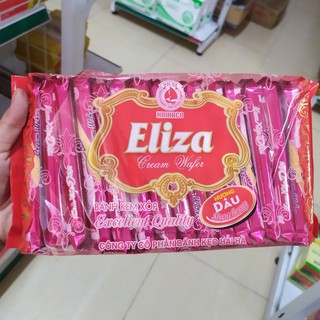 HAIHACO
Eliza
Cream Wafer
BÁNH KEM XỐP
Excellent Quality
HƯƠNG
DÂU
CÔNG TY CỔ PHẦN BÁNH KẸO HẢI HÀ